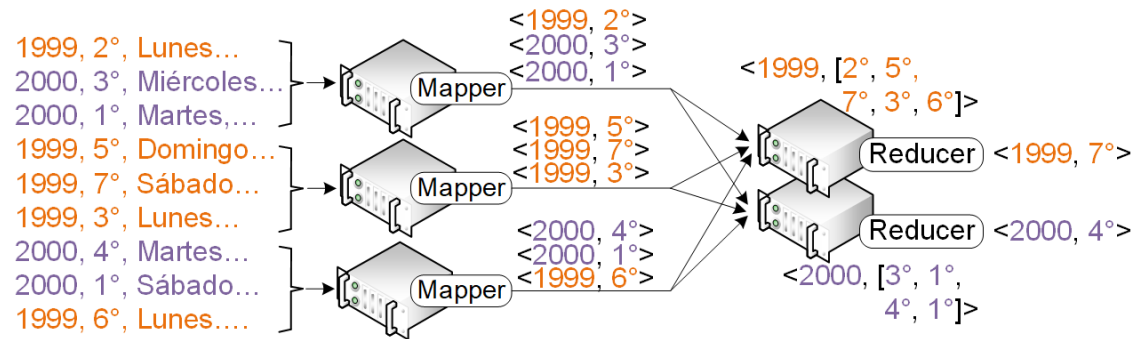 1999, 2°, Lunes…
2000, 3°, Miércoles…
2000, 1°, Martes,…
1999, 5°, Domingo…
1999, 7°, Sábado…
1999, 3°, Lunes…
2000, 4°, Martes…
2000, 1°, Sábado…
1999, 6°, Lunes….
Mapper
Mapper
Mapper
<1999, 2°>
<2000, 3°>
<2000, 1°>
<1999, 5°>
<1999, 7°>
<1999, 3°>
<2000, 4°>
<2000, 1°>
<1999, 6°>
<1999, [2°, 5°,
7°, 3°, 6°]>
Reducer
<1999, 7°>
Reducer
<2000, 4°>
<2000, [3°, 1°,
4°, 1°]>